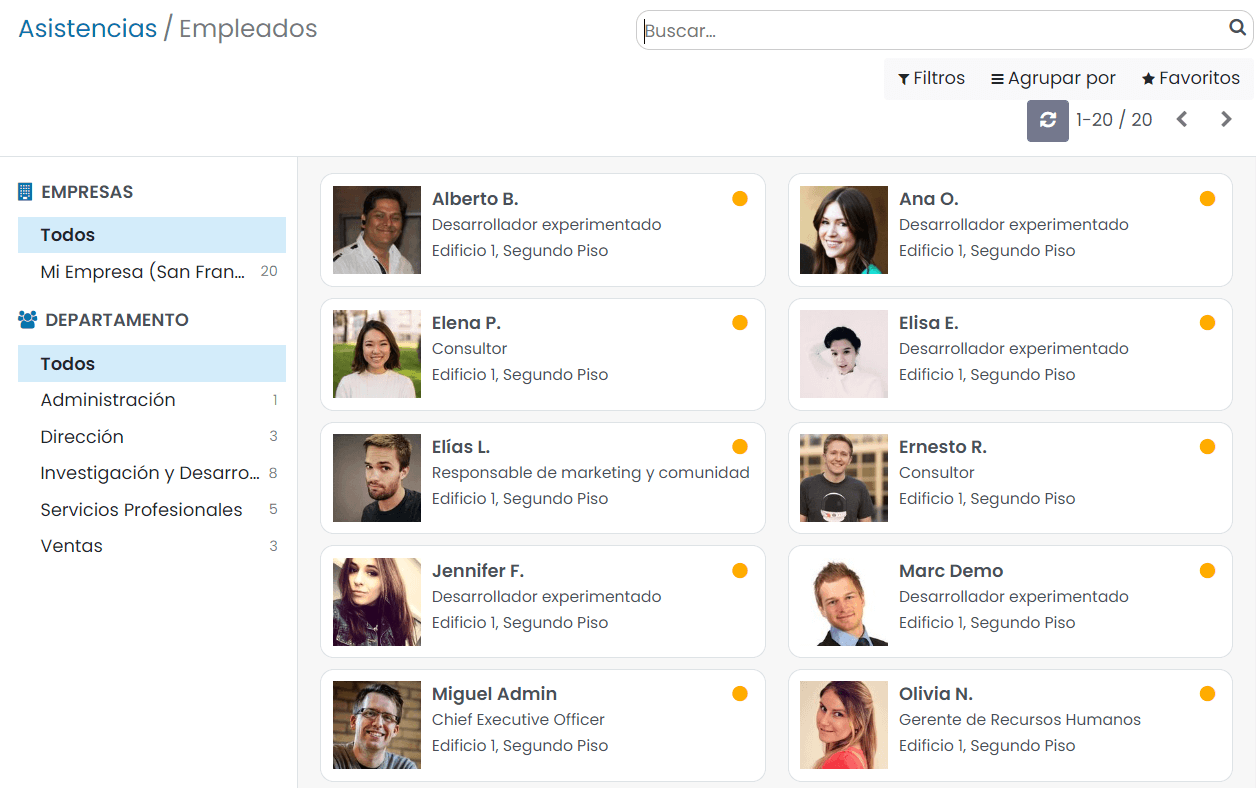 Asistencias / Empleados
Buscar...
Filtros
Agrupar por
Favoritos
1-20 / 20
EMPRESAS
Todos
Mi Empresa (San Fran... 20
DEPARTAMENTO
Todos
Administración 1
Dirección 3
Investigación y Desarro... 8
Servicios Profesionales 5
Ventas 3
Alberto B.
Desarrollador experimentado
Edificio 1, Segundo Piso
Ana O.
Desarrollador experimentado
Edificio 1, Segundo Piso
Elena P.
Consultor
Edificio 1, Segundo Piso
Elisa E.
Desarrollador experimentado
Edificio 1, Segundo Piso
Elías L.
Responsable de marketing y comunidad
Edificio 1, Segundo Piso
Ernesto R.
Consultor
Edificio 1, Segundo Piso
Jennifer F.
Desarrollador experimentado
Edificio 1, Segundo Piso
Marc Demo
Desarrollador experimentado
Edificio 1, Segundo Piso
Miguel Admin
Chief Executive Officer
Edificio 1, Segundo Piso
Olivia N.
Gerente de Recursos Humanos
Edificio 1, Segundo Piso